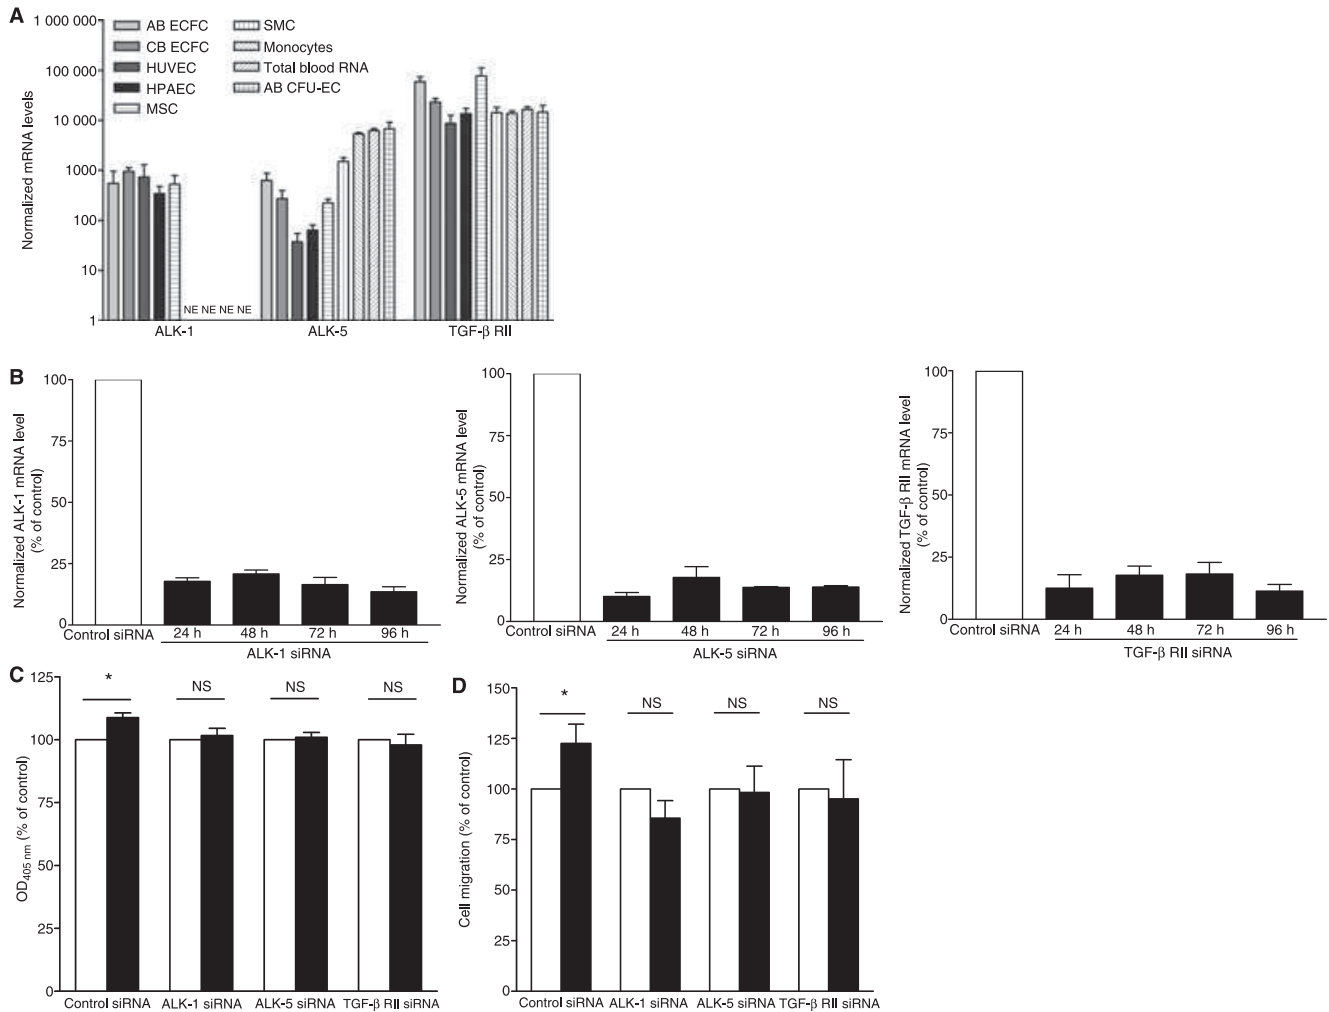 A
Normalized mRNA levels
1 000 000
100 000
10 000
1000
100
10
1
AB ECFC
CB ECFC
HUVEC
HPAEC
MSC
SMC
Monocytes
Total blood RNA
AB CFU-EC
NE NE NE NE
ALK-1
ALK-5
TGF-β RII
B
Normalized ALK-1 mRNA level
(% of control)
100
75
50
25
0
Control siRNA
24 h
48 h
72 h
96 h
ALK-1 siRNA
Normalized ALK-5 mRNA level
(% of control)
100
75
50
25
0
Control siRNA
24 h
48 h
72 h
96 h
ALK-5 siRNA
Normalized TGF-β RII mRNA level
(% of control)
100
75
50
25
0
Control siRNA
24 h
48 h
72 h
96 h
TGF-β RII siRNA
C
OD405 nm (% of control)
125
100
75
50
25
0
*
NS
NS
NS
Control siRNA
ALK-1 siRNA
ALK-5 siRNA
TGF-β RII siRNA
D
Cell migration (% of control)
150
125
100
75
50
25
0
*
NS
NS
NS
Control siRNA
ALK-1 siRNA
ALK-5 siRNA
TGF-β RII siRNA